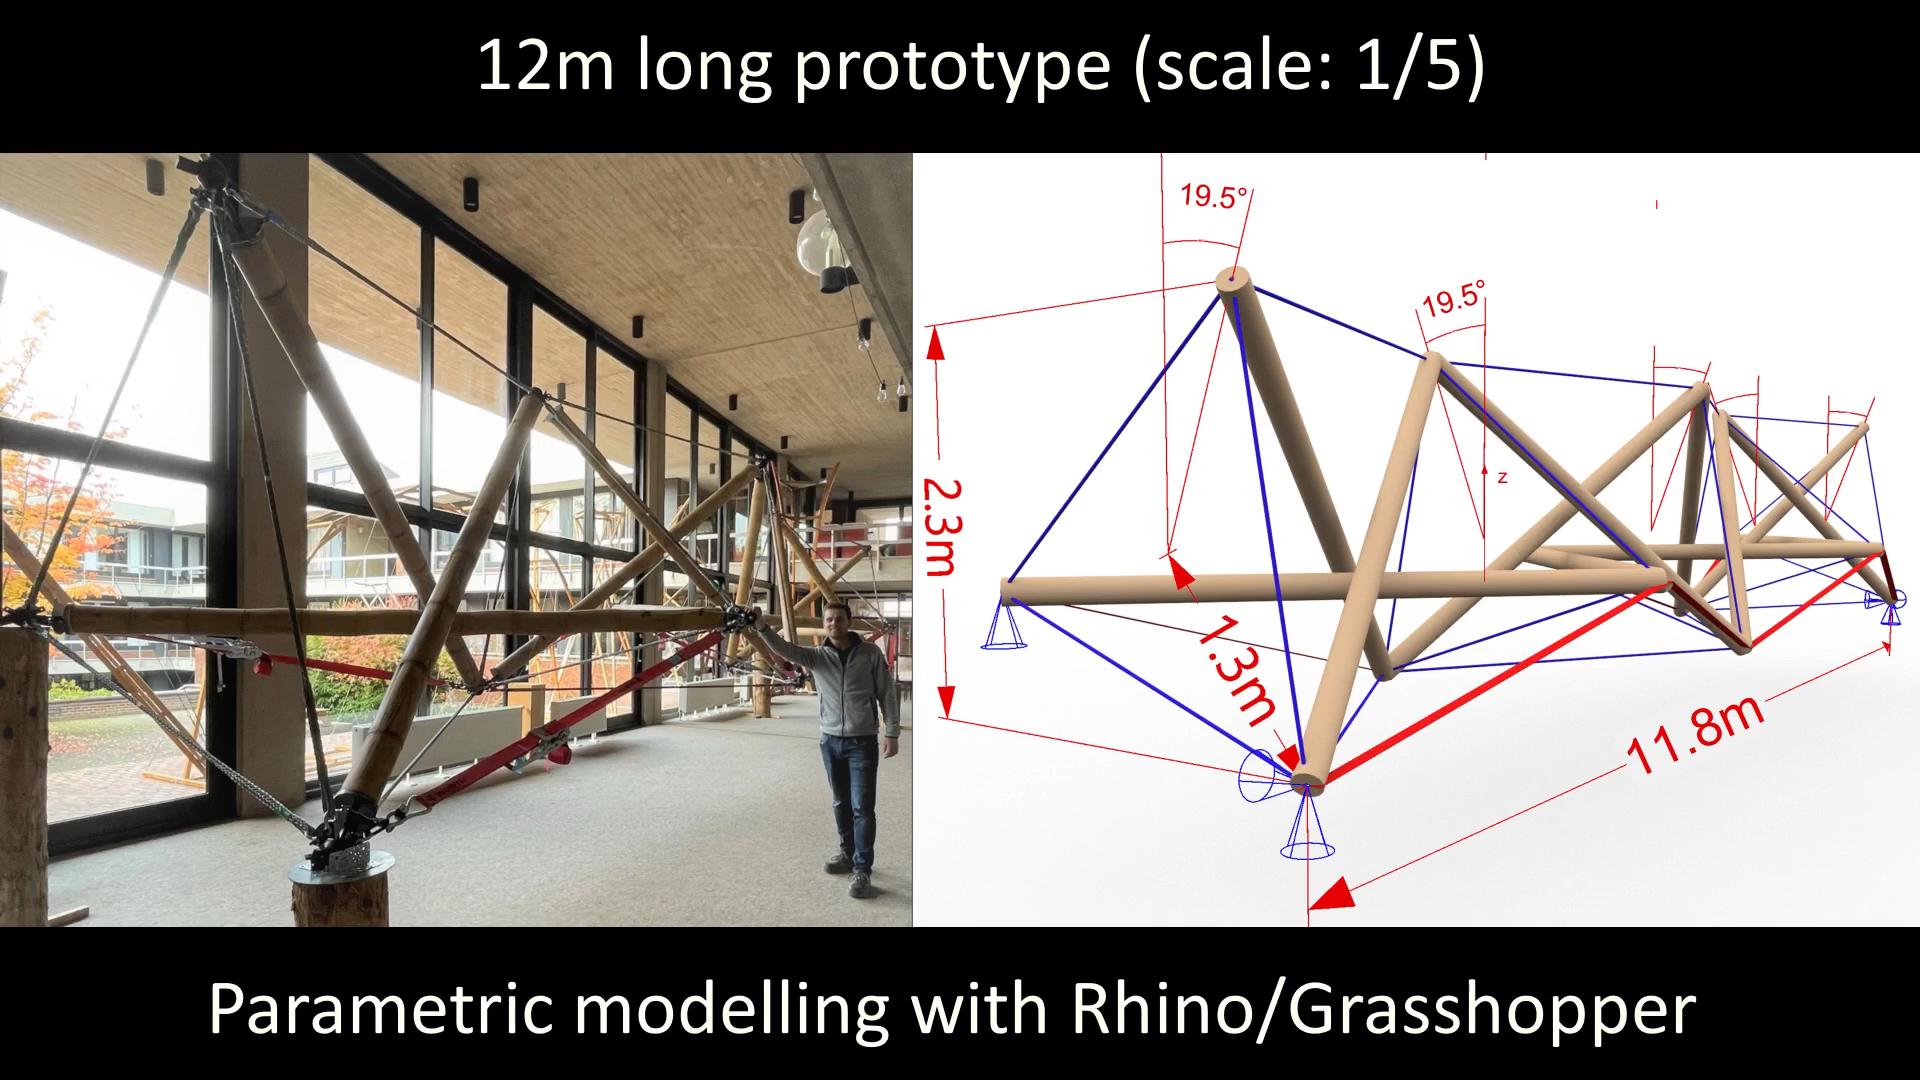 12m long prototype (scale: 1/5)
19.5°
19.5°
z
2.3m
1.3m
11.8m
Parametric modelling with Rhino/Grasshopper